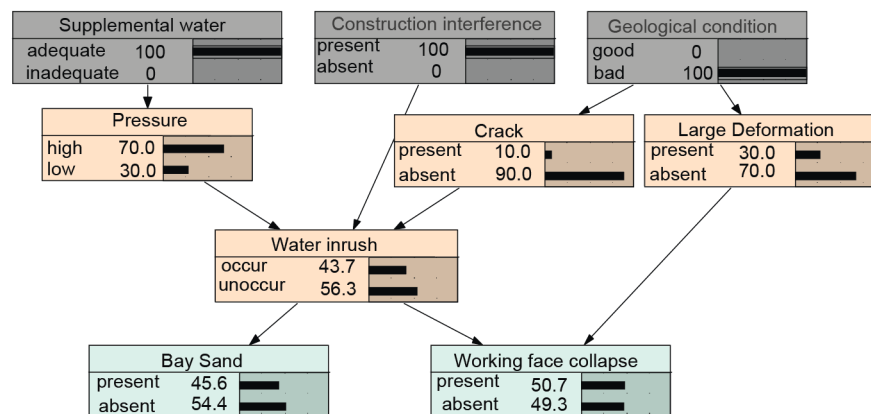 Supplemental water
adequate 100
inadequate 0
Construction interference
present 100
absent 0
Geological condition
good 0
bad 100
Pressure
high 70.0
low 30.0
Crack
present 10.0
absent 90.0
Large Deformation
present 30.0
absent 70.0
Water inrush
occur 43.7
unoccur 56.3
Bay Sand
present 45.6
absent 54.4
Working face collapse
present 50.7
absent 49.3